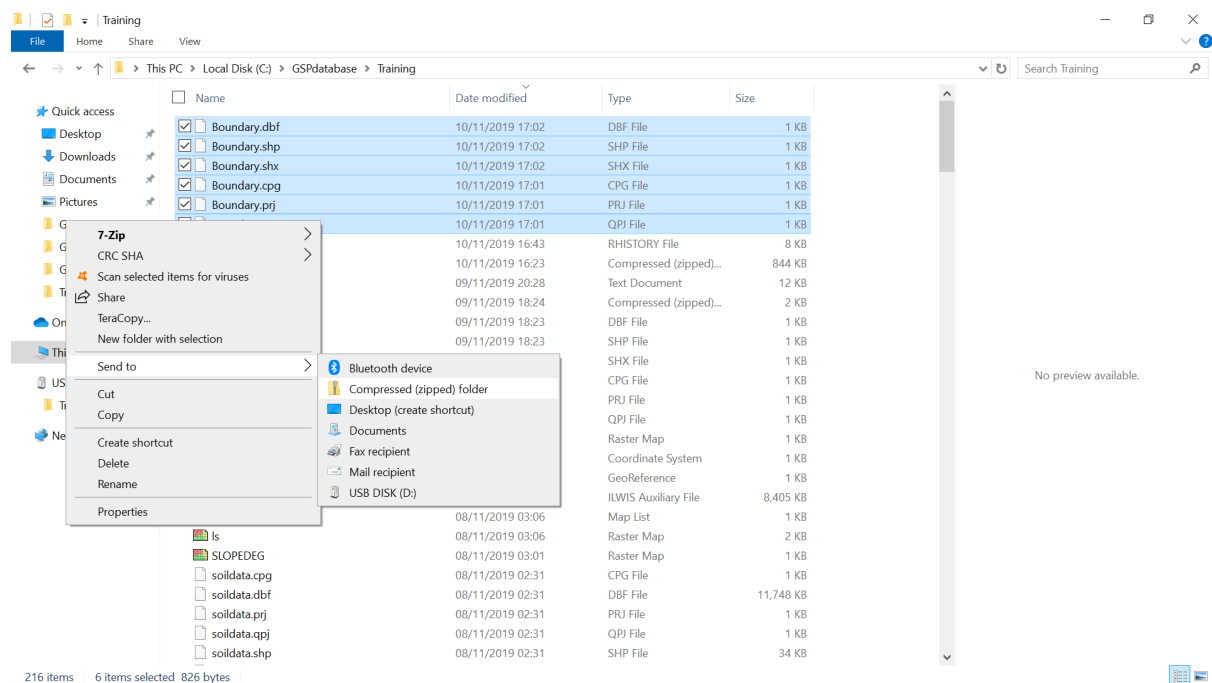 Training
File Home Share View
This PC > Local Disk (C:) > GSPdatabase > Training
Search Training
Name Date modified Type Size
Quick access
Desktop
Downloads
Documents
Pictures
G
G
G
Tr
On
Thi
US
Tr
Ne
Boundary.dbf 10/11/2019 17:02 DBF File 1 KB
Boundary.shp 10/11/2019 17:02 SHP File 1 KB
Boundary.shx 10/11/2019 17:02 SHX File 1 KB
Boundary.cpg 10/11/2019 17:01 CPG File 1 KB
Boundary.prj 10/11/2019 17:01 PRJ File 1 KB
10/11/2019 17:01 QPJ File 1 KB
10/11/2019 16:43 RHISTORY File 8 KB
10/11/2019 16:23 Compressed (zipped)... 844 KB
09/11/2019 20:28 Text Document 12 KB
09/11/2019 18:24 Compressed (zipped)... 2 KB
09/11/2019 18:23 DBF File 1 KB
09/11/2019 18:23 SHP File 1 KB
SHX File 1 KB
CPG File 1 KB
PRJ File 1 KB
QPJ File 1 KB
Raster Map 1 KB
Coordinate System 1 KB
GeoReference 1 KB
ILWIS Auxiliary File 8,405 KB
08/11/2019 03:06 Map List 1 KB
ls 08/11/2019 03:06 Raster Map 2 KB
SLOPEDEG 08/11/2019 03:01 Raster Map 1 KB
soildata.cpg 08/11/2019 02:31 CPG File 1 KB
soildata.dbf 08/11/2019 02:31 DBF File 11,748 KB
soildata.prj 08/11/2019 02:31 PRJ File 1 KB
soildata.qpj 08/11/2019 02:31 QPJ File 1 KB
soildata.shp 08/11/2019 02:31 SHP File 34 KB
7-Zip
CRC SHA
Scan selected items for viruses
Share
TeraCopy...
New folder with selection
Send to
Cut
Copy
Create shortcut
Delete
Rename
Properties
Bluetooth device
Compressed (zipped) folder
Desktop (create shortcut)
Documents
Fax recipient
Mail recipient
USB DISK (D:)
No preview available.
216 items 6 items selected 826 bytes